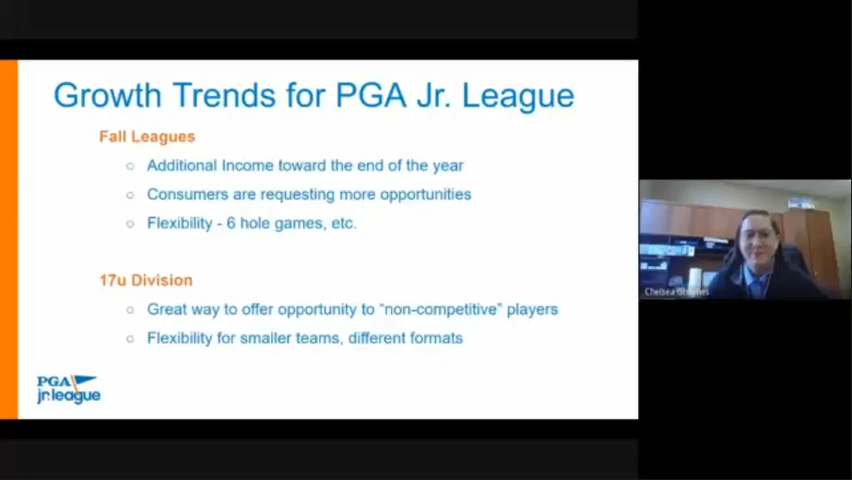 Growth Trends for PGA Jr. League
Fall Leagues
○ Additional Income toward the end of the year
○ Consumers are requesting more opportunities
○ Flexibility - 6 hole games, etc.
17u Division
○ Great way to offer opportunity to “non-competitive” players
○ Flexibility for smaller teams, different formats
PGA
jr.league
Chelsea